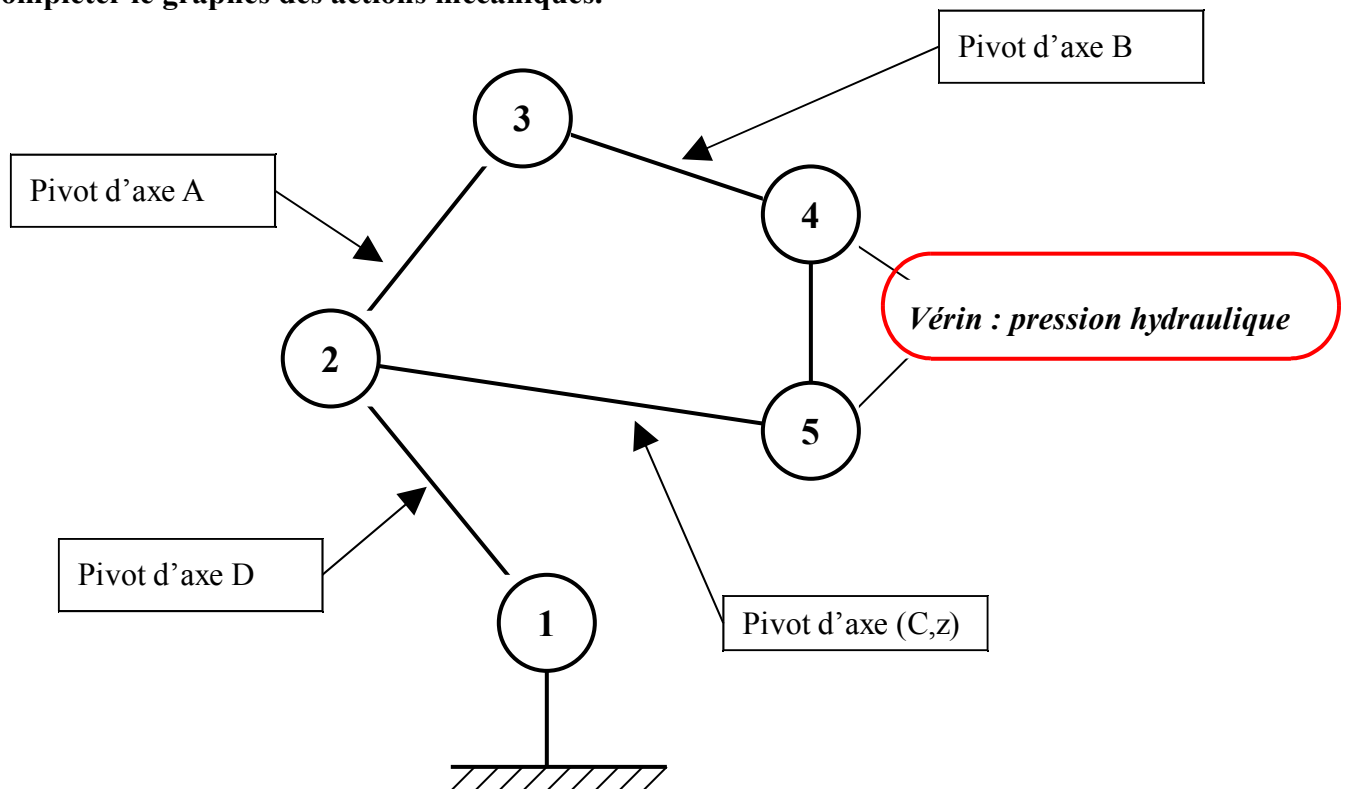 ompléter le graphes des actions mécaniques.
Pivot d’axe B
3
Pivot d’axe A
4
Vérin : pression hydraulique
2
5
Pivot d’axe D
1
Pivot d’axe (C,z)